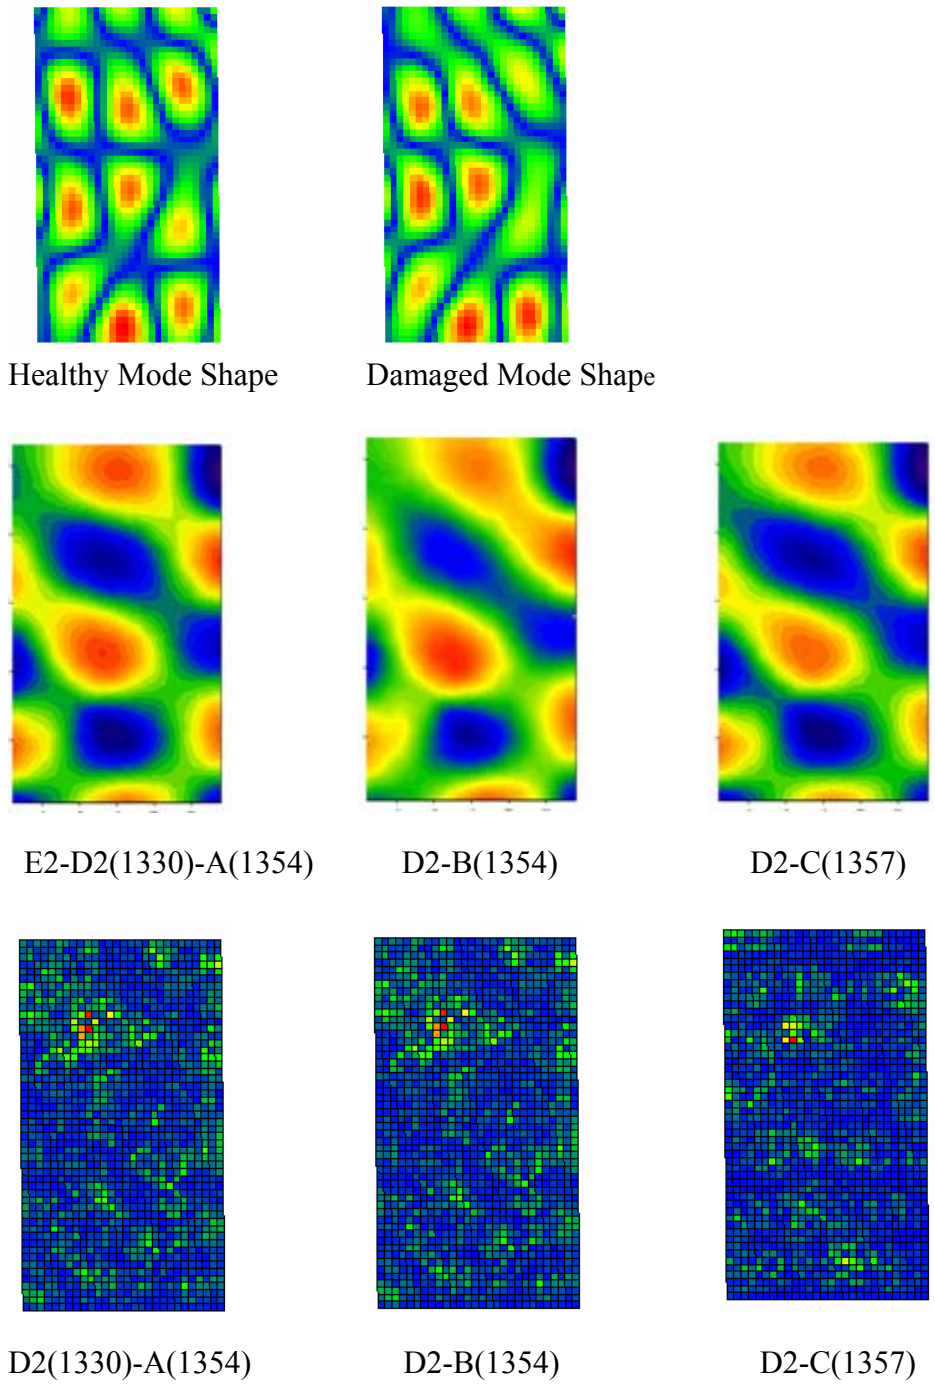 Healthy Mode Shape Damaged Mode Shape
E2-D2(1330)-A(1354) D2-B(1354) D2-C(1357)
D2(1330)-A(1354) D2-B(1354) D2-C(1357)